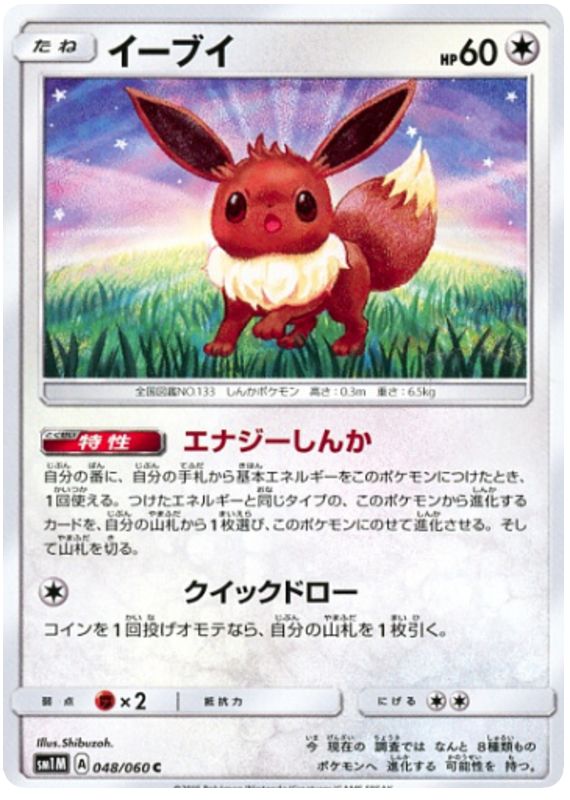 たね イーブイ HP60
全国図鑑NO.133 しんかポケモン 高さ:0.3m 重さ:6.5kg
特性 エナジーしんか
自分の番に、自分の手札から基本エネルギーをこのポケモンにつけたとき、
1回使える。つけたエネルギーと同じタイプの、このポケモンから進化する
カードを、自分の山札から1枚選び、このポケモンにのせて進化させる。そし
て山札を切る。
クイックドロー
コインを1回投げオモテなら、自分の山札を1枚引く。
弱点 ×2 抵抗力 にげる
Illus.Shibuzoh.
SM1M A 048/060 C
今 現在の 調査では なんと 8種類もの
ポケモンへ 進化する 可能性を 持つ。